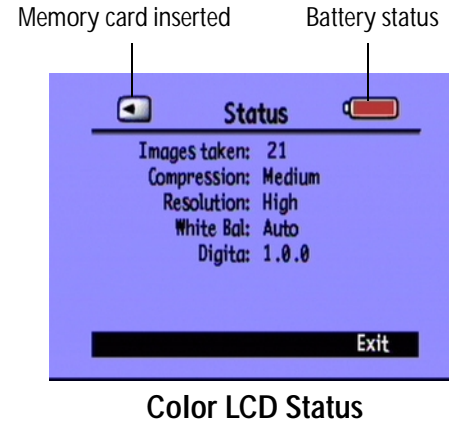 Memory card inserted
Battery status
Status
Images taken: 21
Compression: Medium
Resolution: High
White Bal: Auto
Digita: 1.0.0
Exit
Color LCD Status